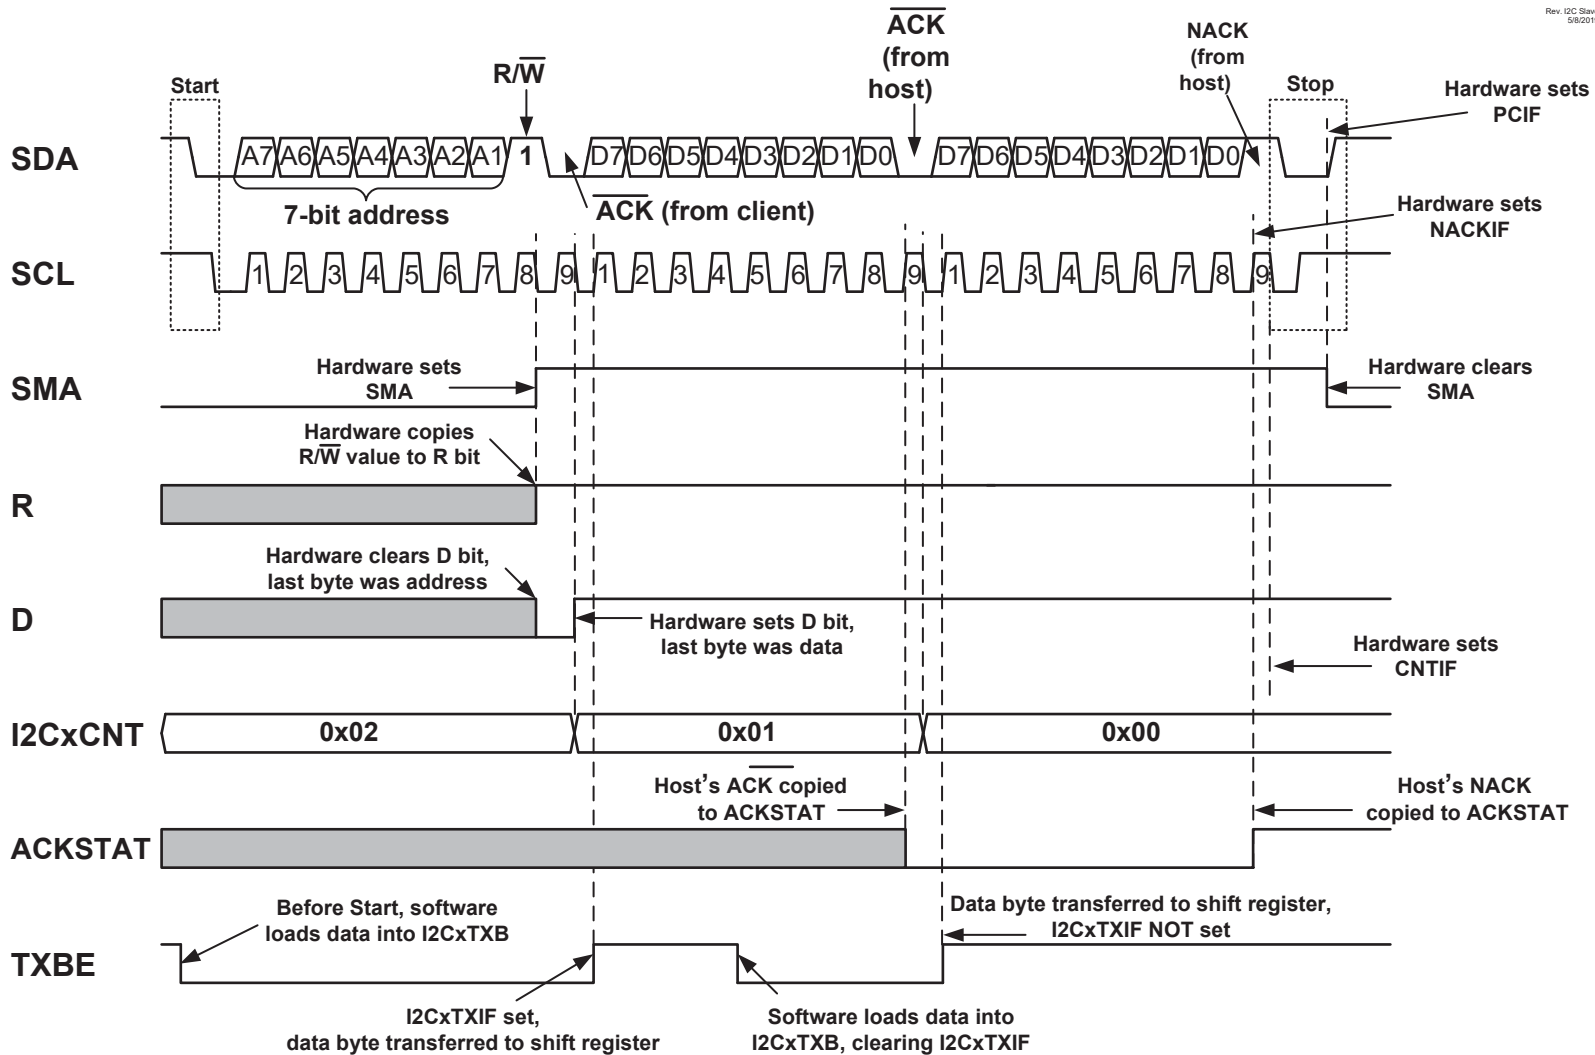 Rev. I2C Slav
5/8/201
ACK
(from
host)
NACK
(from
host)
R/W
Start
Stop
Hardware sets
PCIF
SDA
A7 A6 A5 A4 A3 A2 A1 1 D7 D6 D5 D4 D3 D2 D1 D0 D7 D6 D5 D4 D3 D2 D1 D0
7-bit address
ACK (from client)
Hardware sets
NACKIF
SCL
1 2 3 4 5 6 7 8 9 1 2 3 4 5 6 7 8 9 1 2 3 4 5 6 7 8 9
SMA
Hardware sets
SMA
Hardware clears
SMA
Hardware copies
R/W value to R bit
R
Hardware clears D bit,
last byte was address
D
Hardware sets D bit,
last byte was data
Hardware sets
CNTIF
I2CxCNT
0x02 0x01 0x00
Host's ACK copied
to ACKSTAT
Host's NACK
copied to ACKSTAT
ACKSTAT
Before Start, software
loads data into I2CxTXB
Data byte transferred to shift register,
I2CxTXIF NOT set
TXBE
I2CxTXIF set,
data byte transferred to shift register
Software loads data into
I2CxTXB, clearing I2CxTXIF